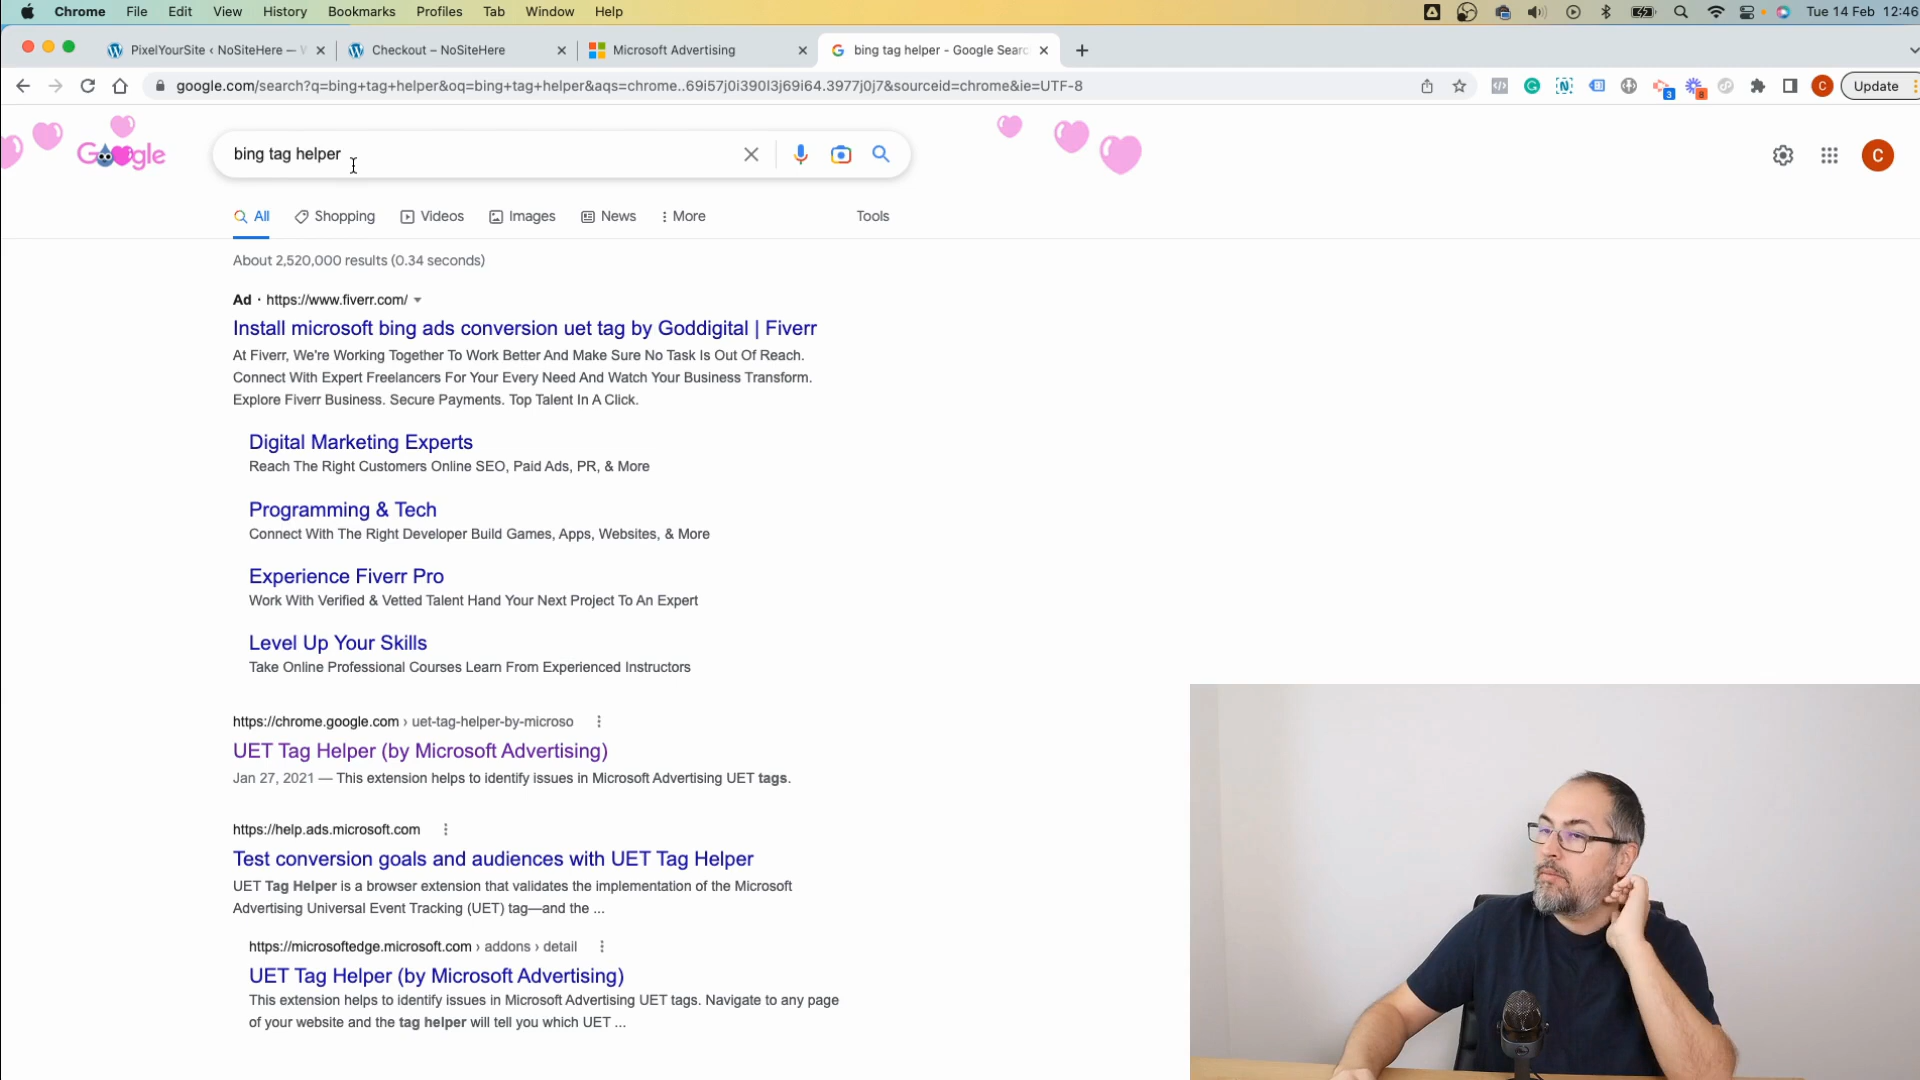 Chrome File Edit View History Bookmarks Profiles Tab Window Help Tue 14 Feb 12:46
PixelYourSite ‹ NoSiteHere — W Checkout – NoSiteHere Microsoft Advertising bing tag helper - Google Searc
google.com/search?q=bing+tag+helper&oq=bing+tag+helper&aqs=chrome..69i57j0i390l3j69i64.3977j0j7&sourceid=chrome&ie=UTF-8 3 8 C Update
Google bing tag helper C
All Shopping Videos Images News More Tools
About 2,520,000 results (0.34 seconds)
Ad · https://www.fiverr.com/
Install microsoft bing ads conversion uet tag by Goddigital | Fiverr
At Fiverr, We're Working Together To Work Better And Make Sure No Task Is Out Of Reach.
Connect With Expert Freelancers For Your Every Need And Watch Your Business Transform.
Explore Fiverr Business. Secure Payments. Top Talent In A Click.
Digital Marketing Experts
Reach The Right Customers Online SEO, Paid Ads, PR, & More
Programming & Tech
Connect With The Right Developer Build Games, Apps, Websites, & More
Experience Fiverr Pro
Work With Verified & Vetted Talent Hand Your Next Project To An Expert
Level Up Your Skills
Take Online Professional Courses Learn From Experienced Instructors
https://chrome.google.com › uet-tag-helper-by-microso
UET Tag Helper (by Microsoft Advertising)
Jan 27, 2021 — This extension helps to identify issues in Microsoft Advertising UET tags.
https://help.ads.microsoft.com
Test conversion goals and audiences with UET Tag Helper
UET Tag Helper is a browser extension that validates the implementation of the Microsoft
Advertising Universal Event Tracking (UET) tag—and the ...
https://microsoftedge.microsoft.com › addons › detail
UET Tag Helper (by Microsoft Advertising)
This extension helps to identify issues in Microsoft Advertising UET tags. Navigate to any page
of your website and the tag helper will tell you which UET ...